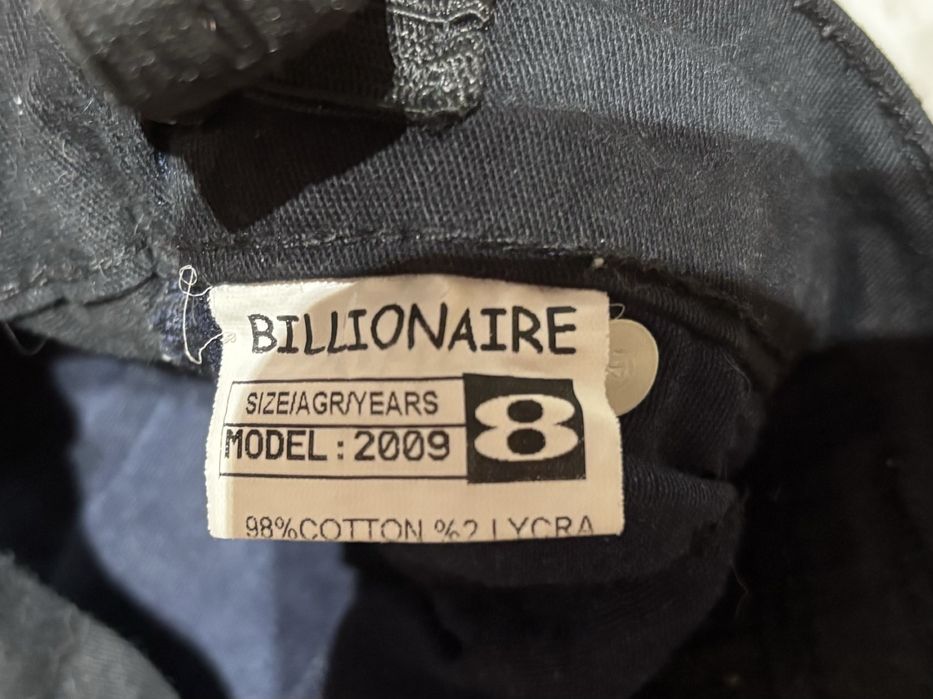 BILLIONAIRE
SIZE/AGR/YEARS
8
MODEL:2009
98%COTTON %2 LYCRA